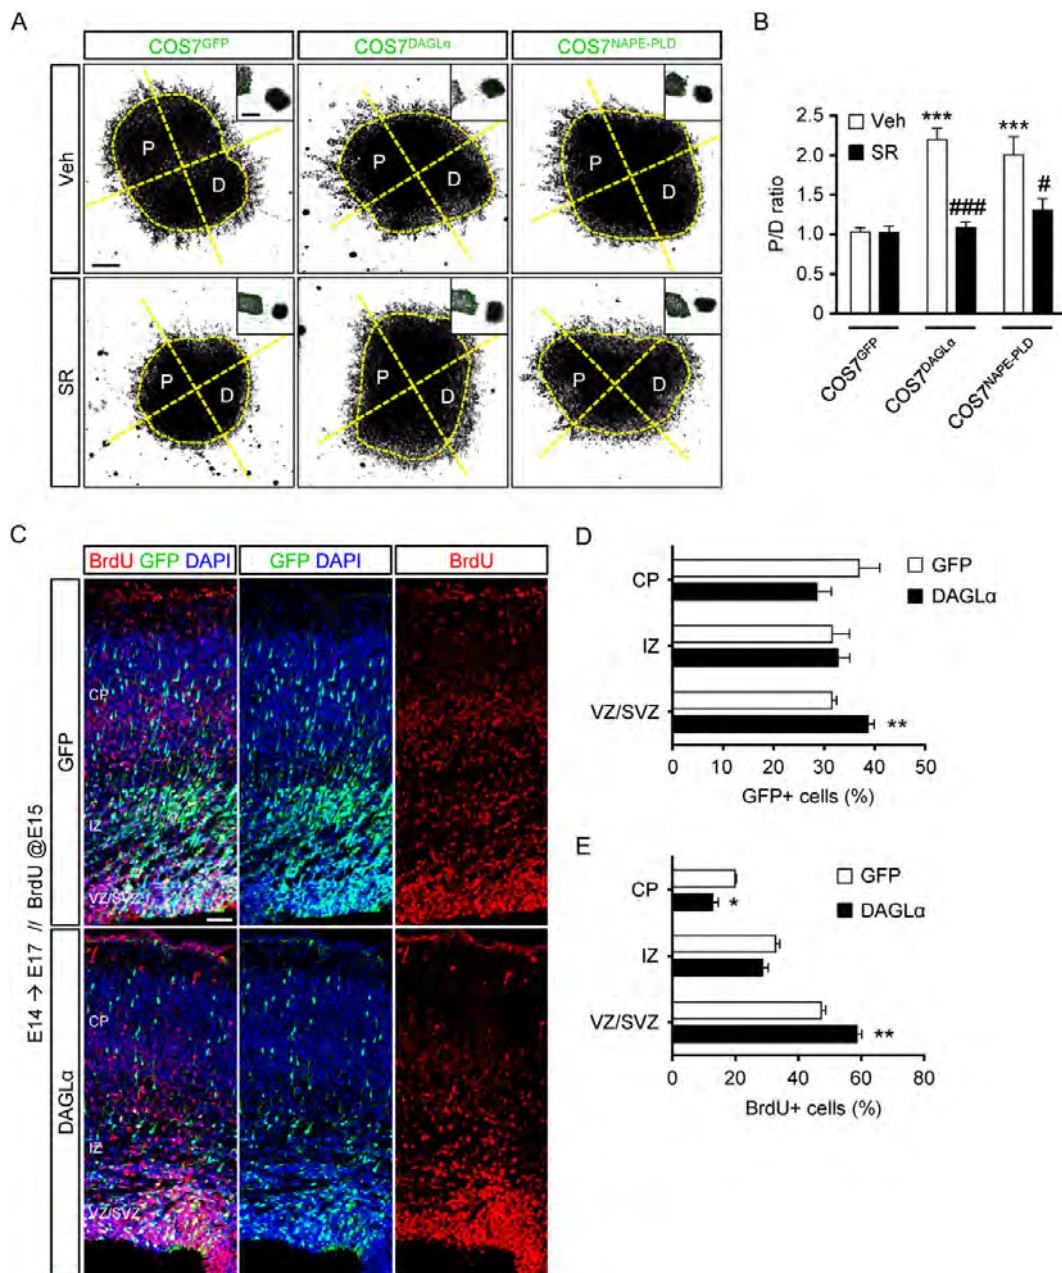 A
COS7GFP
COS7DAGLα
COS7NAPE-PLD
Veh
P
D
P
D
P
D
SR
P
D
P
D
P
D
B
P/D ratio
2.5
2.0
1.5
1.0
0.5
0
Veh
SR
***
***
###
#
COS7GFP
COS7DAGLα
COS7NAPE-PLD
C
BrdU GFP DAPI
GFP DAPI
BrdU
E14 → E17 // BrdU @E15
GFP
CP
IZ
VZ/SVZ
DAGLα
CP
IZ
VZ/SVZ
D
CP
IZ
VZ/SVZ
**
GFP
DAGLα
0 10 20 30 40 50
GFP+ cells (%)
E
CP
*
IZ
VZ/SVZ
**
GFP
DAGLα
0 20 40 60 80
BrdU+ cells (%)